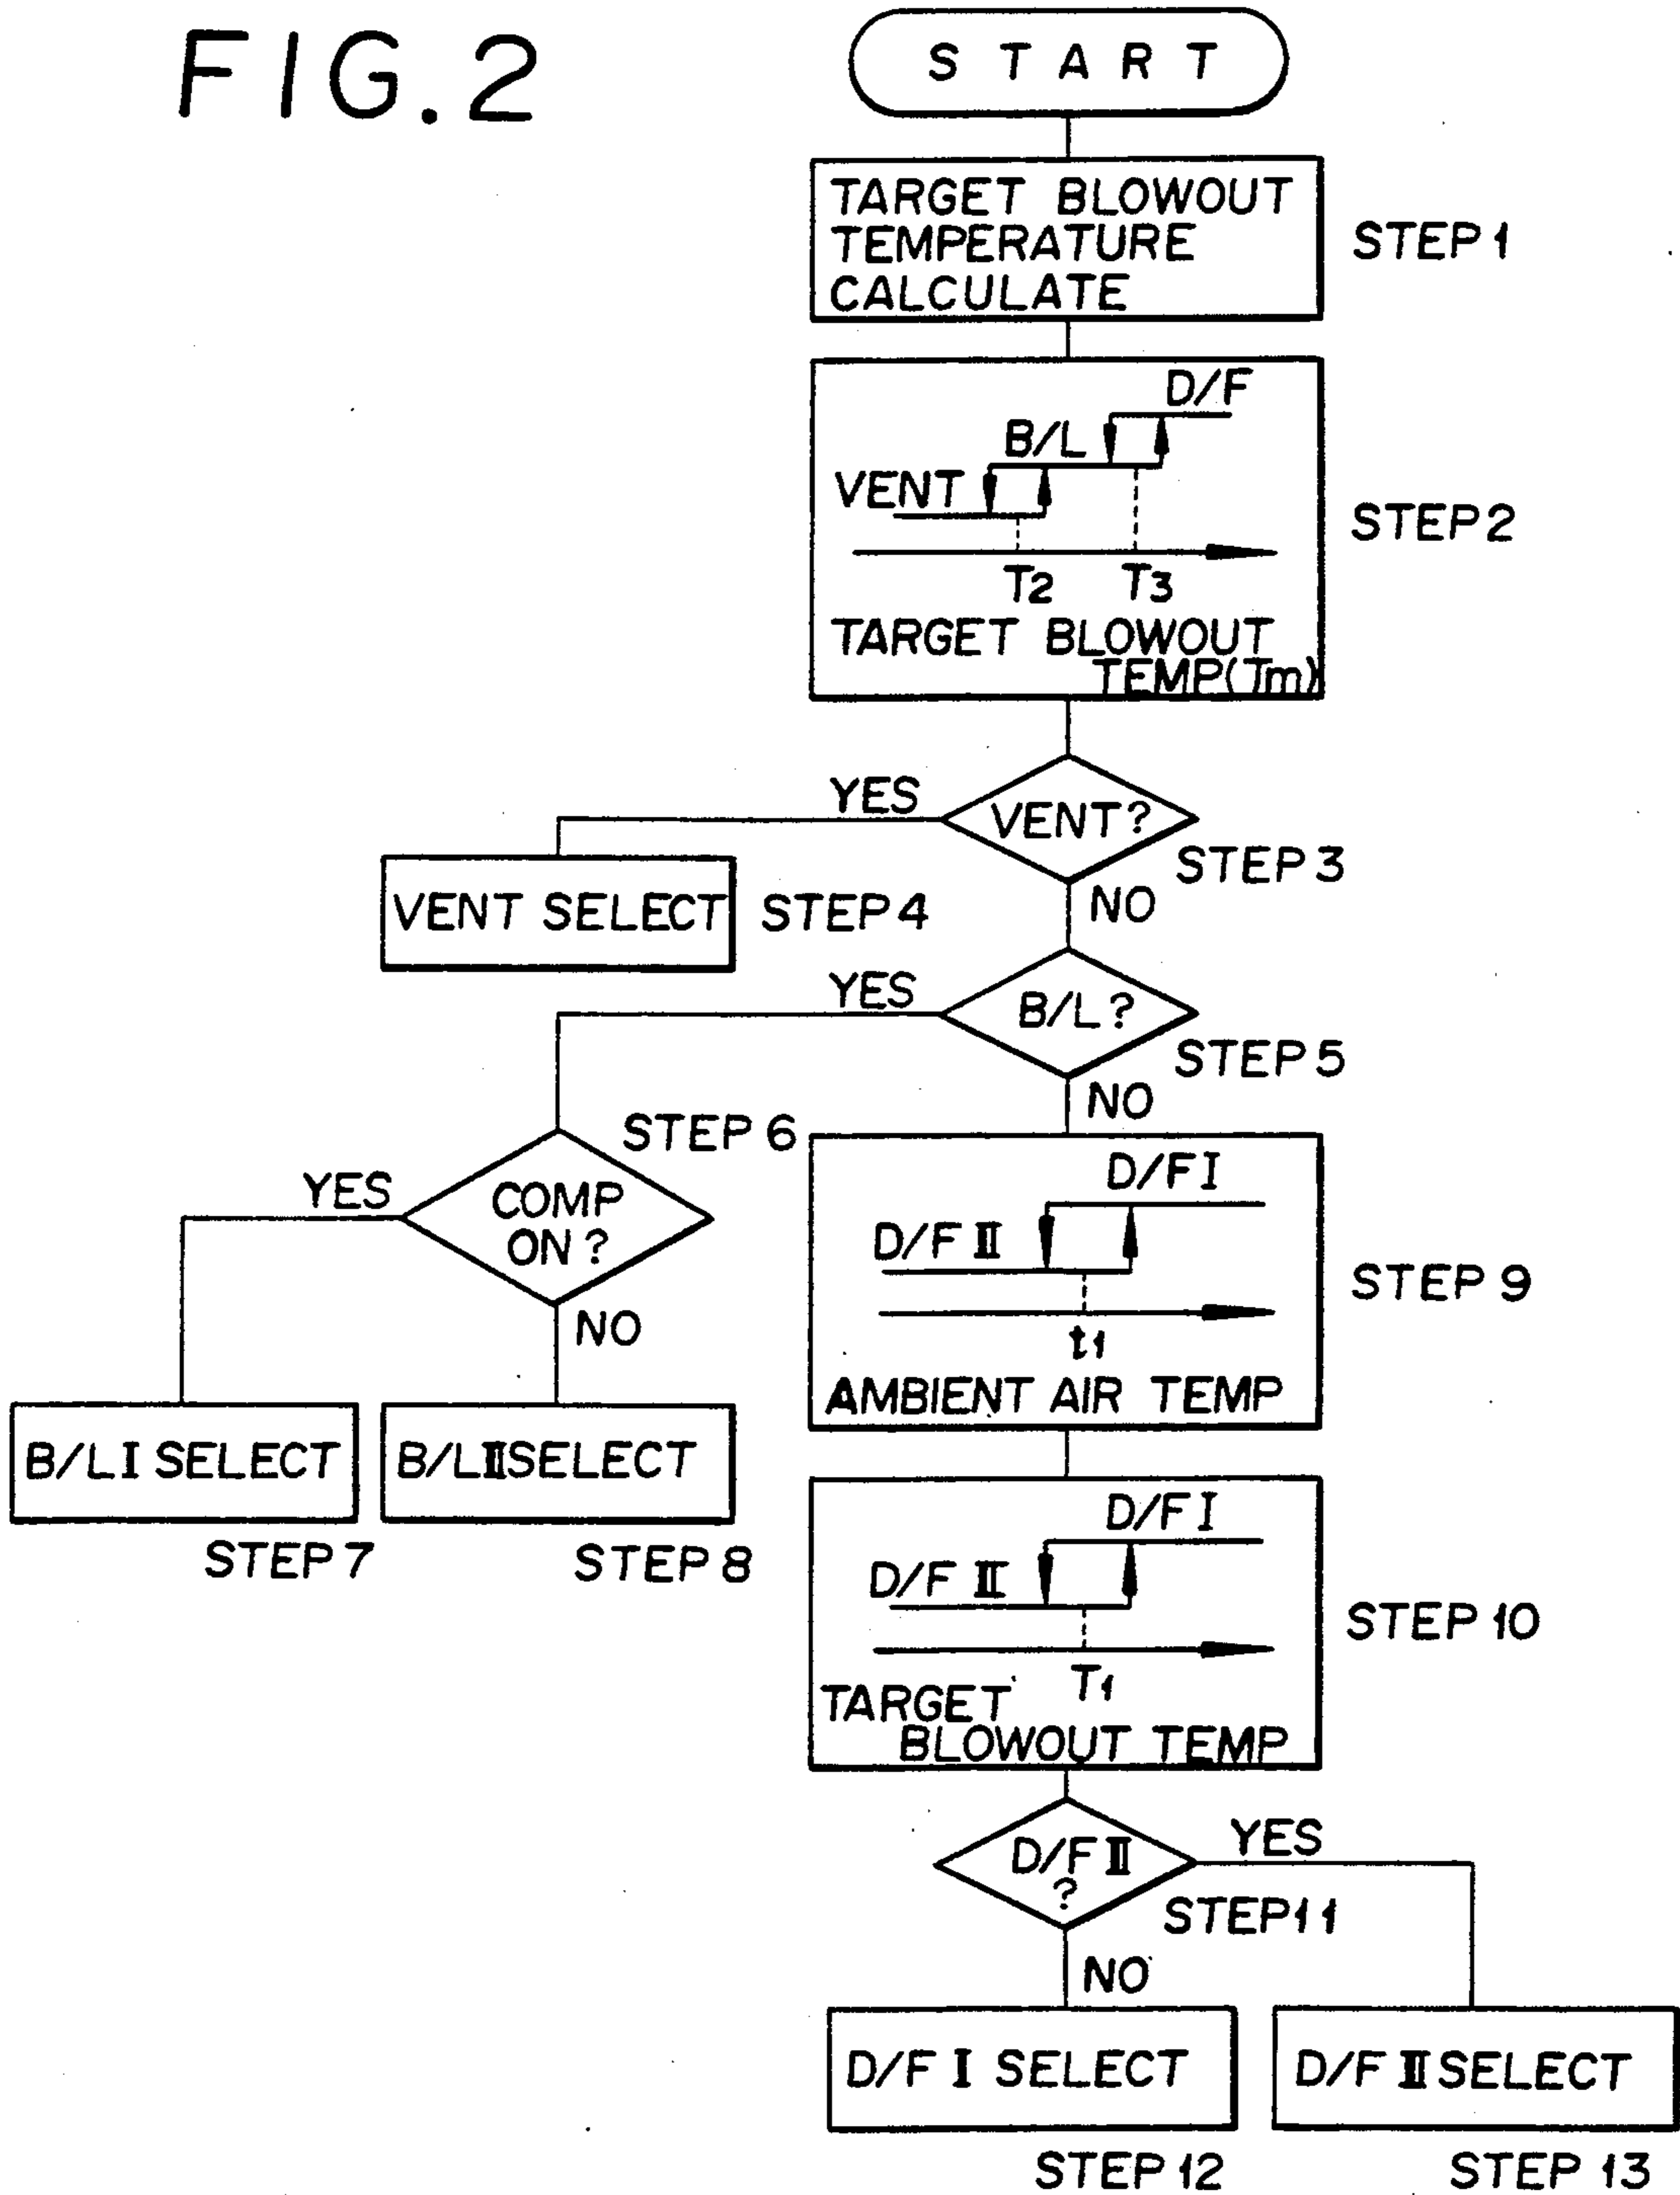 FIG.2
START
TARGET BLOWOUT
TEMPERATURE
CALCULATE
STEP 1
D/F
B/L
VENT
T2 T3
TARGET BLOWOUT
TEMP(Tm)
STEP 2
VENT?
YES
STEP 3
NO
VENT SELECT
STEP 4
B/L?
YES
STEP 5
NO
STEP 6
COMP
ON?
YES
NO
B/L I SELECT
STEP 7
B/L II SELECT
STEP 8
D/F I
D/F II
t1
AMBIENT AIR TEMP
STEP 9
D/F I
D/F II
T1
TARGET
BLOWOUT TEMP
STEP 10
D/F II
?
YES
STEP 11
NO
D/F I SELECT
STEP 12
D/F II SELECT
STEP 13